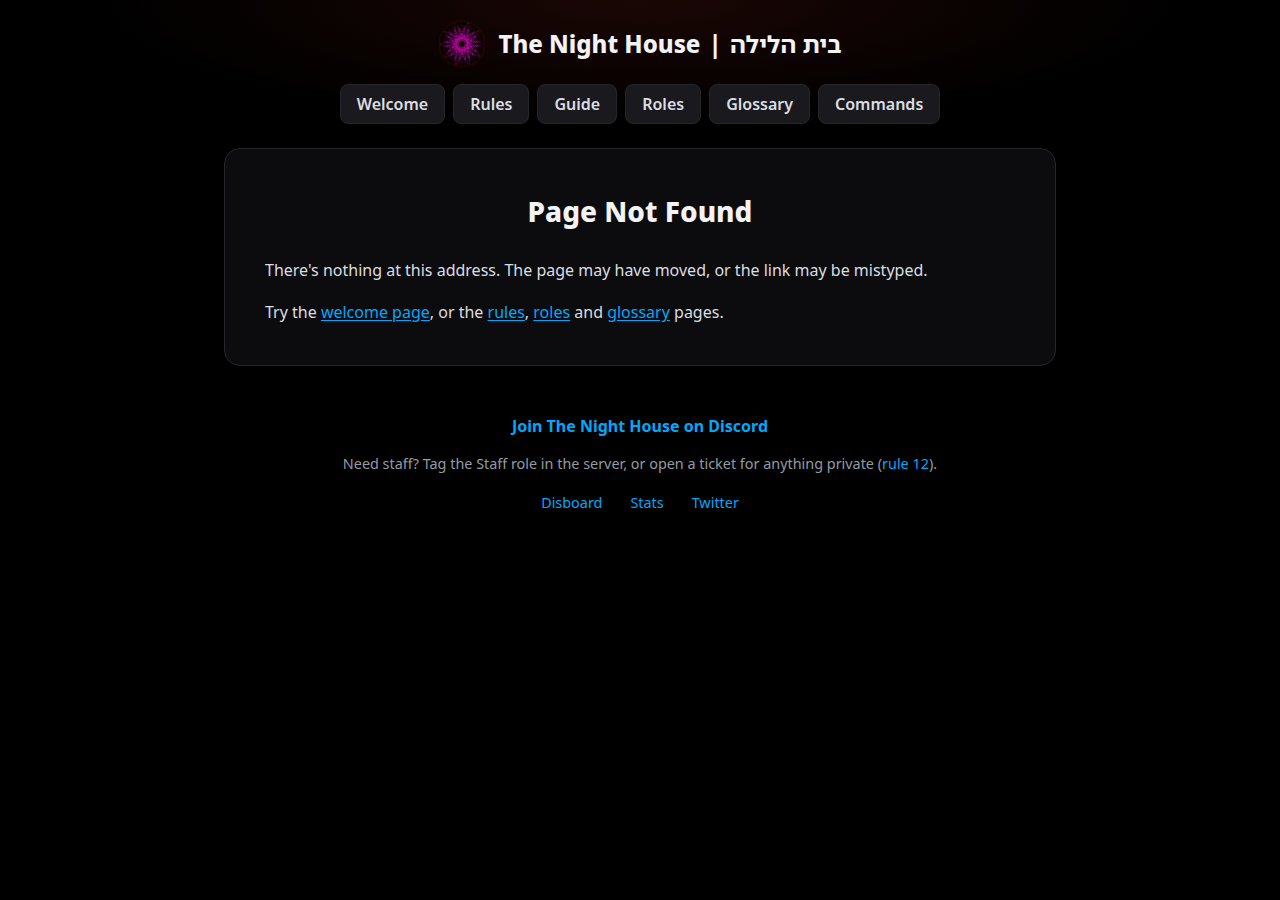 The Night House | בית הלילה
Welcome
Rules
Guide
Roles
Glossary
Commands
Page Not Found
There's nothing at this address. The page may have moved, or the link may be mistyped.
Try the welcome page, or the rules, roles and glossary pages.
Join The Night House on Discord
Need staff? Tag the Staff role in the server, or open a ticket for anything private (rule 12).
Disboard
Stats
Twitter